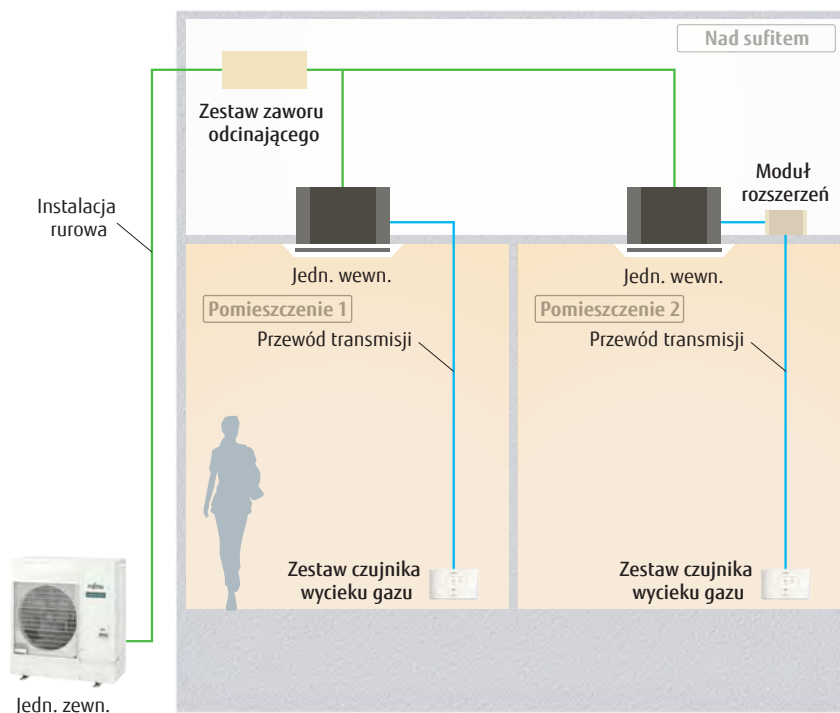 Nad sufitem
Zestaw zaworu
odcinającego
Moduł
rozszerzeń
Instalacja
rurowa
Jedn. wewn.
Jedn. wewn.
Pomieszczenie 1
Pomieszczenie 2
Przewód transmisji
Przewód transmisji
Zestaw czujnika
wycieku gazu
Zestaw czujnika
wycieku gazu
Jedn. zewn.